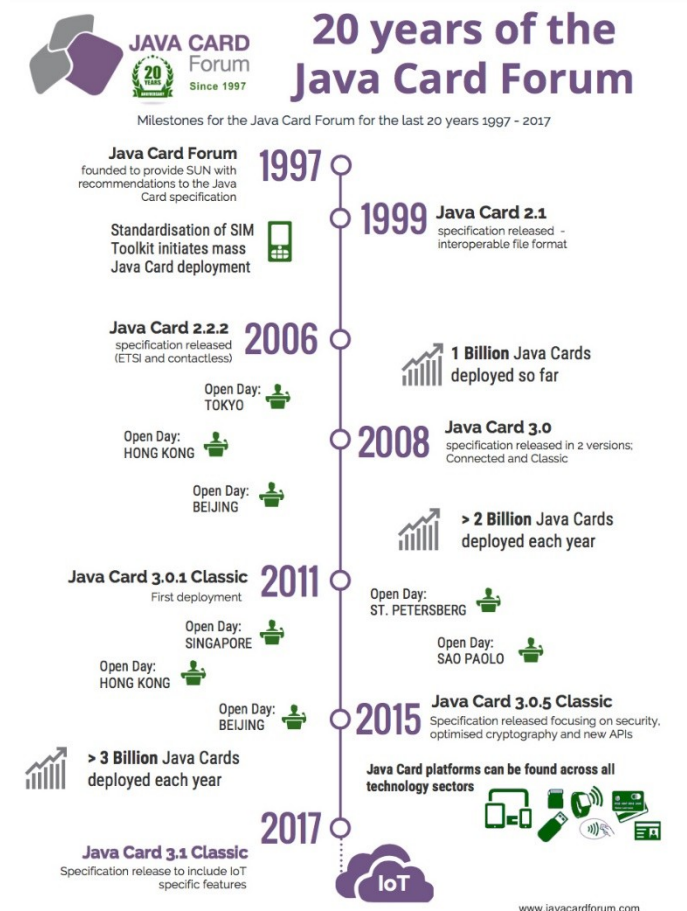 JAVA CARD
Forum
Since 1997
20
YEARS
ANNIVERSARY
20 years of the
Java Card Forum
Milestones for the Java Card Forum for the last 20 years 1997 - 2017
Java Card Forum
founded to provide SUN with
recommendations to the Java
Card specification
1997
1999
Java Card 2.1
specification released -
interoperable file format
Standardisation of SIM
Toolkit initiates mass
Java Card deployment
Java Card 2.2.2
specification released
(ETSI and contactless)
2006
1 Billion Java Cards
deployed so far
Open Day:
TOKYO
Open Day:
HONG KONG
2008
Java Card 3.0
specification released in 2 versions;
Connected and Classic
Open Day:
BEIJING
> 2 Billion Java Cards
deployed each year
Java Card 3.0.1 Classic
First deployment
2011
Open Day:
ST. PETERSBERG
Open Day:
SINGAPORE
Open Day:
SAO PAOLO
Open Day:
HONG KONG
Open Day:
BEIJING
2015
Java Card 3.0.5 Classic
Specification released focusing on security,
optimised cryptography and new APIs
> 3 Billion Java Cards
deployed each year
Java Card platforms can be found across all
technology sectors
2017
Java Card 3.1 Classic
Specification release to include IoT
specific features
IoT
www.javacardforum.com